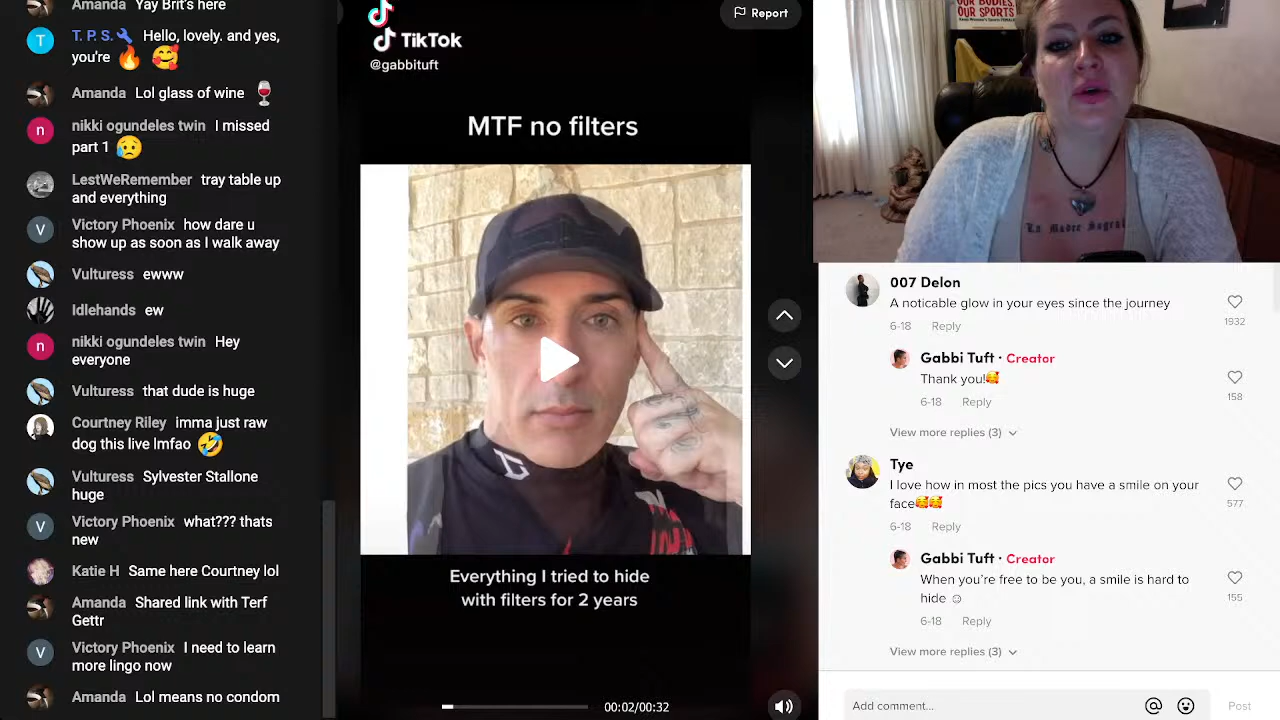 Amanda Yay Brit's here
T. P. S. Hello, lovely. and yes,
you're
Amanda Lol glass of wine
nikki ogundeles twin I missed
part 1
LestWeRemember tray table up
and everything
Victory Phoenix how dare u
show up as soon as I walk away
Vulturess ewww
Idlehands ew
nikki ogundeles twin Hey
everyone
Vulturess that dude is huge
Courtney Riley imma just raw
dog this live lmfao
Vulturess Sylvester Stallone
huge
Victory Phoenix what??? thats
new
Katie H Same here Courtney lol
Amanda Shared link with Terf
Gettr
Victory Phoenix I need to learn
more lingo now
Amanda Lol means no condom
T
n
V
n
V
V
TikTok
@gabbituft
Report
MTF no filters
Everything I tried to hide
with filters for 2 years
00:02/00:32
OUR BODIES,
OUR SPORTS
La Madre
007 Delon
A noticable glow in your eyes since the journey
6-18 Reply
1932
Gabbi Tuft · Creator
Thank you!
6-18 Reply
158
View more replies (3)
Tye
I love how in most the pics you have a smile on your
face
6-18 Reply
577
Gabbi Tuft · Creator
When you're free to be you, a smile is hard to
hide ☺
6-18 Reply
155
View more replies (3)
Add comment...
@
Post